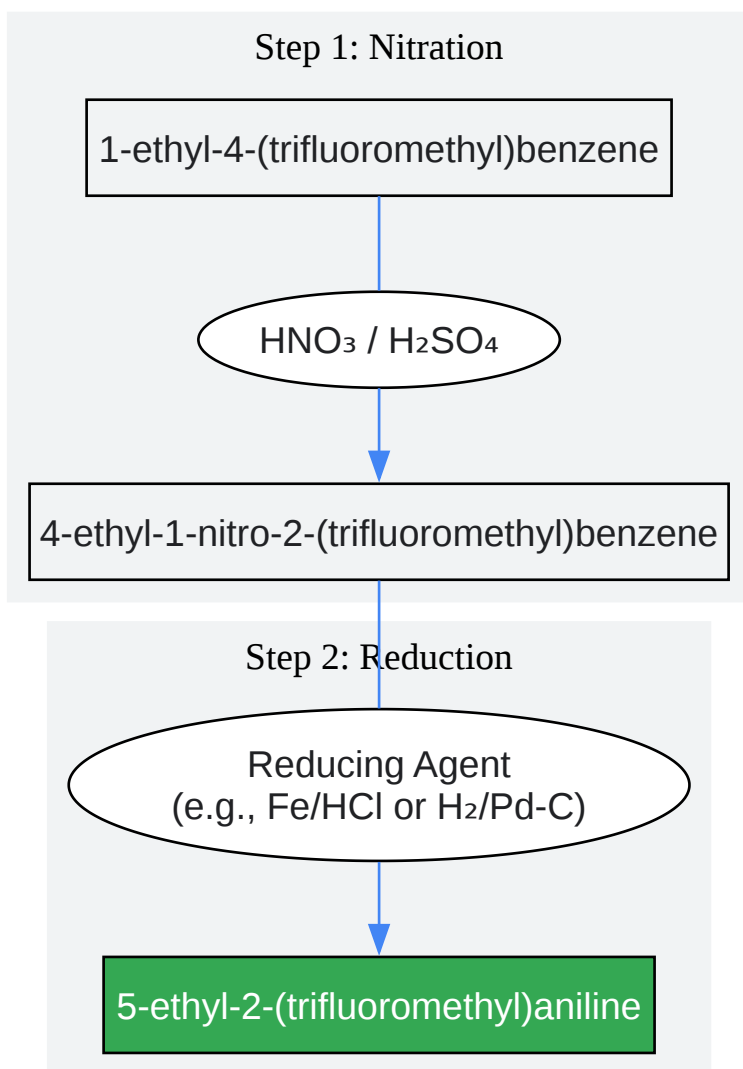 Step 1: Nitration
1-ethyl-4-(trifluoromethyl)benzene
HNO₃ / H₂SO₄
4-ethyl-1-nitro-2-(trifluoromethyl)benzene
Step 2: Reduction
Reducing Agent
(e.g., Fe/HCl or H₂/Pd-C)
5-ethyl-2-(trifluoromethyl)aniline